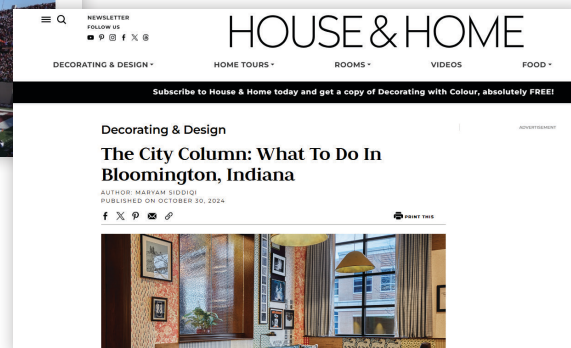 NEWSLETTER
FOLLOW US
HOUSE & HOME
DECORATING & DESIGN
HOME TOURS
ROOMS
VIDEOS
FOOD
Subscribe to House & Home today and get a copy of Decorating with Colour, absolutely FREE!
Decorating & Design
ADVERTISEMENT
The City Column: What To Do In
Bloomington, Indiana
AUTHOR: MARYAM SIDDIQI
PUBLISHED ON OCTOBER 30, 2024
PRINT THIS